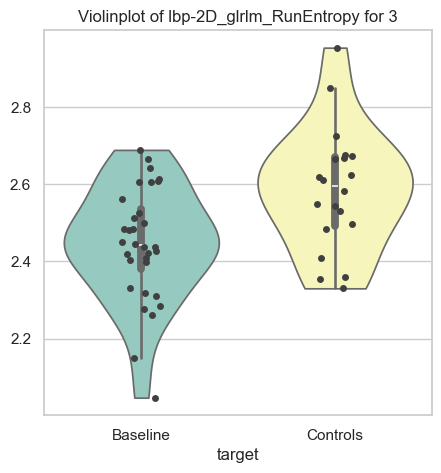 Violinplot of lbp-2D_glrlm_RunEntropy for 3
2.8
2.6
2.4
2.2
Baseline Controls
target